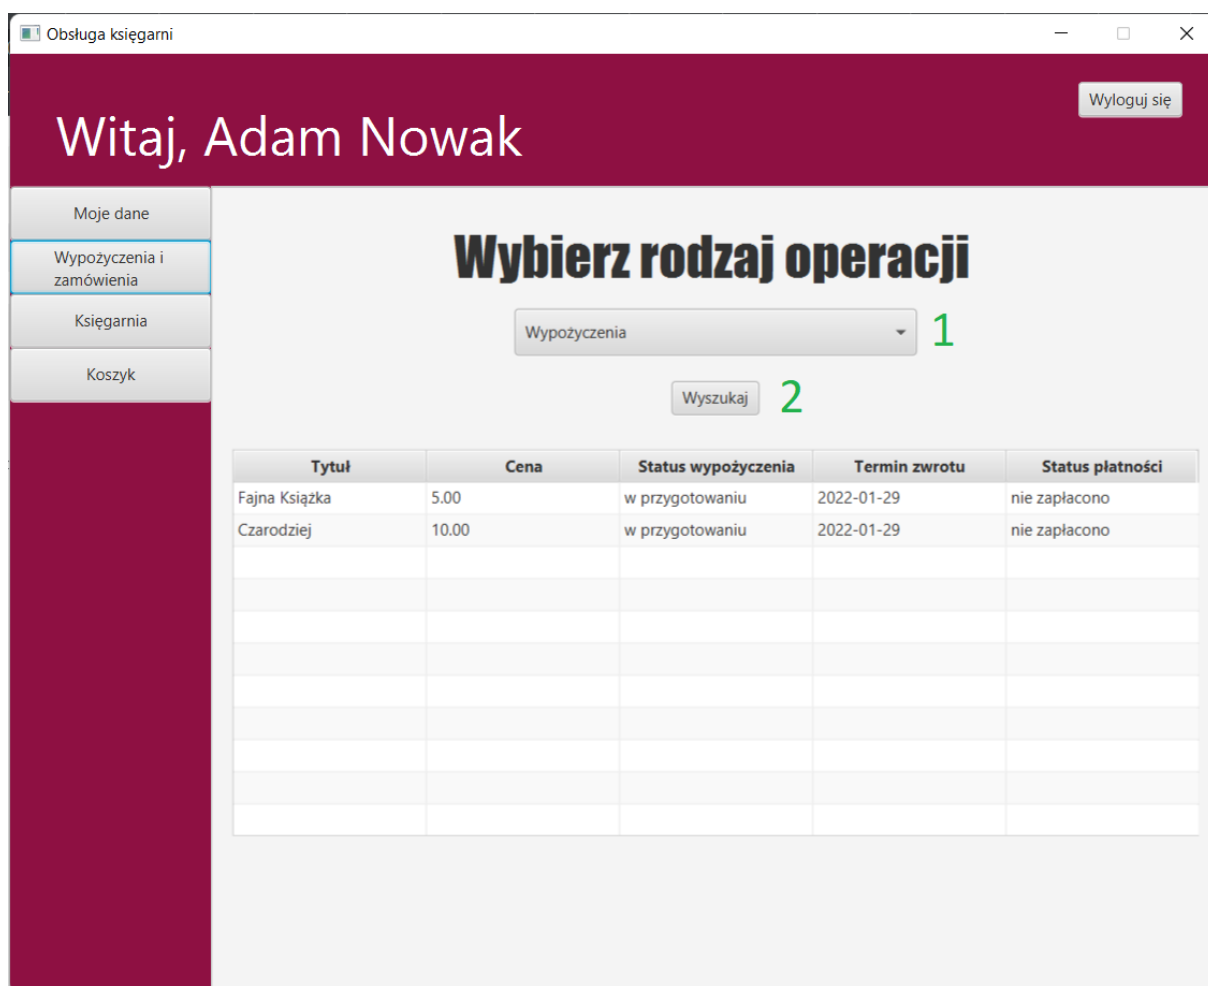 Obsługa księgarni
Wyloguj się
Witaj, Adam Nowak
Moje dane
Wypożyczenia i
zamówienia
Księgarnia
Koszyk
Wybierz rodzaj operacji
Wypożyczenia 1
Wyszukaj 2
Tytuł Cena Status wypożyczenia Termin zwrotu Status płatności
Fajna Książka 5.00 w przygotowaniu 2022-01-29 nie zapłacono
Czarodziej 10.00 w przygotowaniu 2022-01-29 nie zapłacono